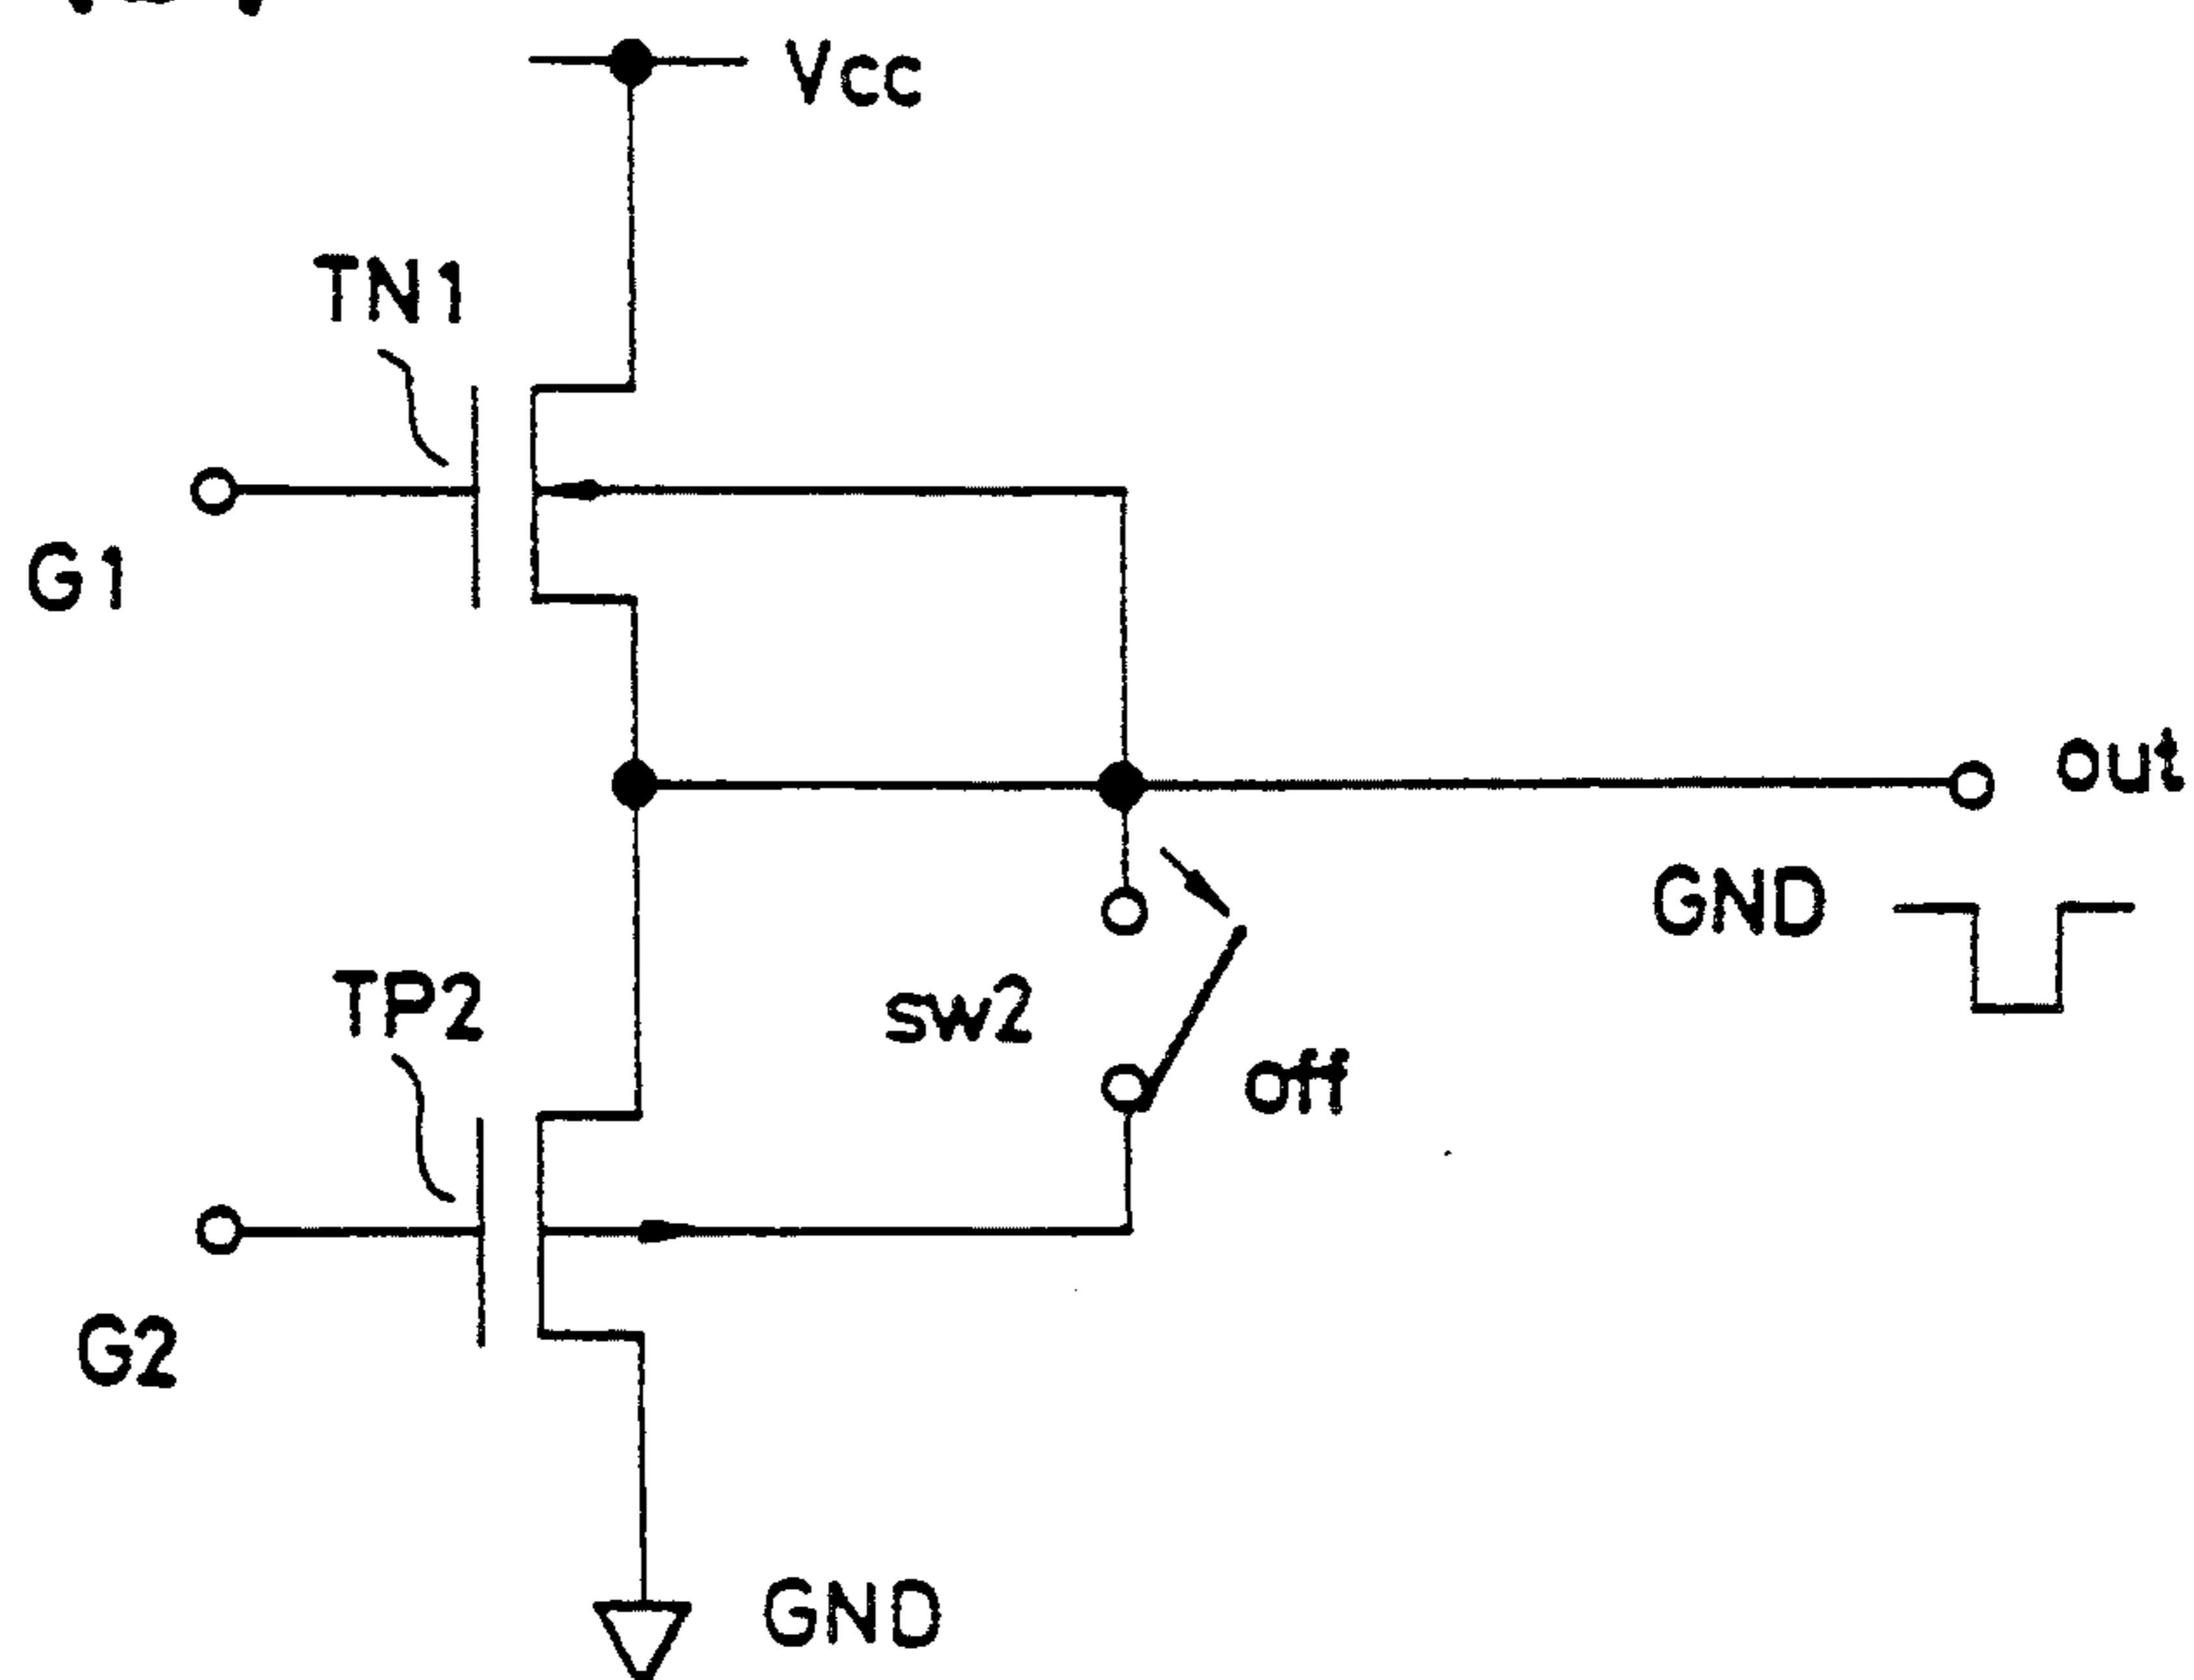 Vcc
TN1
G1
out
GND
TP2
sw2
off
G2
GND